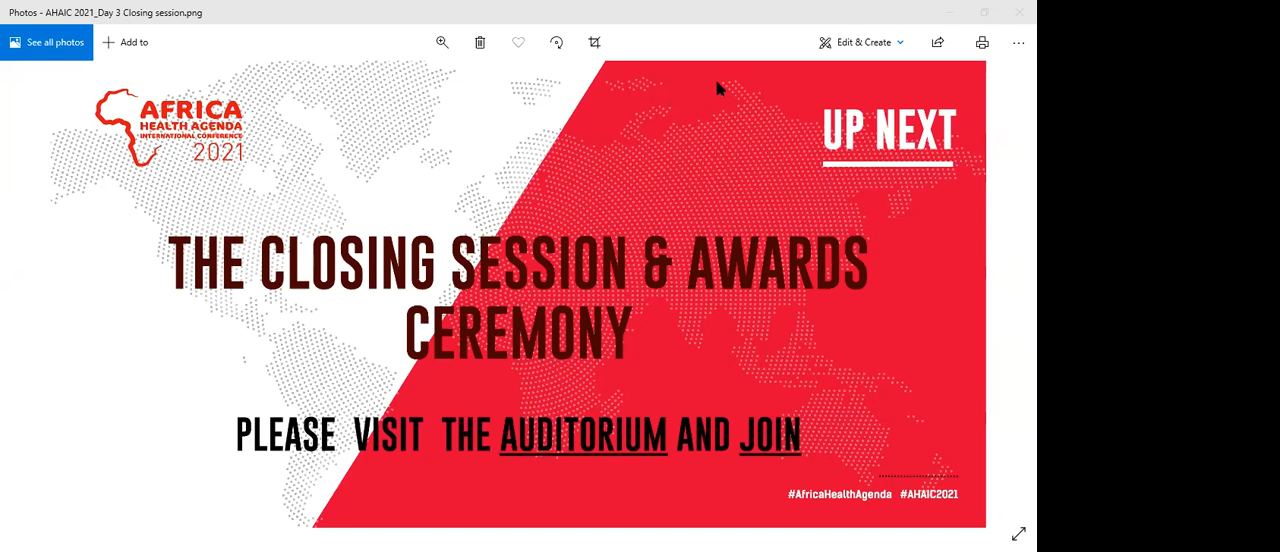 Photos - AHAIC 2021_Day 3 Closing session.png
See all photos
Add to
Edit & Create
AFRICA
HEALTH AGENDA
INTERNATIONAL CONFERENCE
2021
UP NEXT
THE CLOSING SESSION & AWARDS
CEREMONY
PLEASE VISIT THE AUDITORIUM AND JOIN
#AfricaHealthAgenda #AHAIC2021